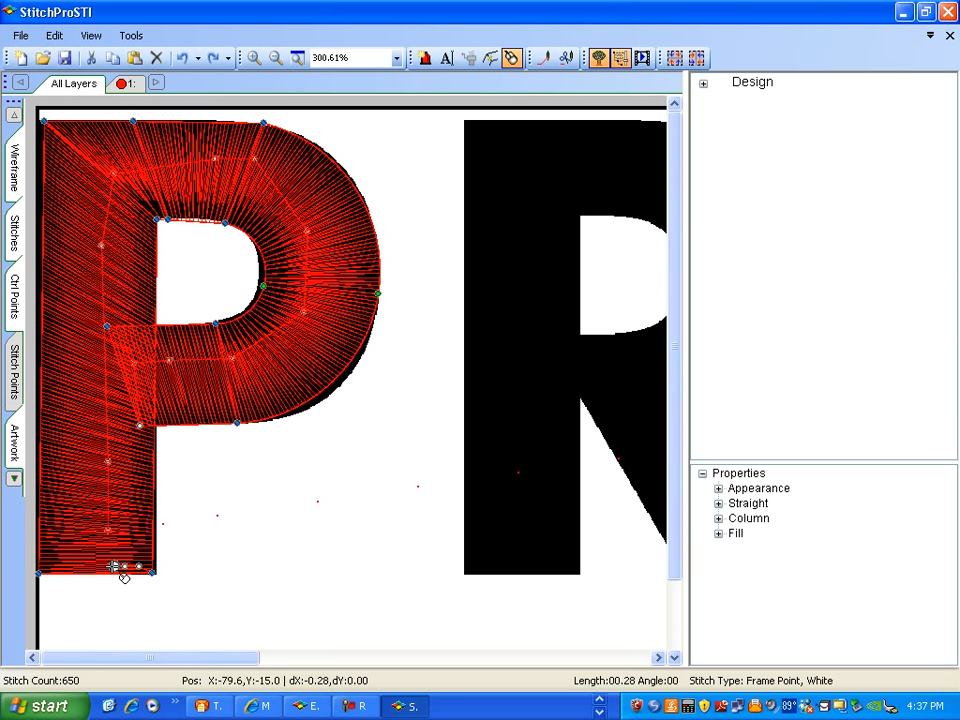 StitchProSTI
File Edit View Tools
300.61%
All Layers 1:
Design
Wireframe
Stitches
Ctrl Points
Stitch Points
Artwork
P R
Properties
Appearance
Straight
Column
Fill
Stitch Count:650 Pos: X:-79.6,Y:-15.0 | dX:-0.28,dY:0.00 Length:00.28 Angle:00 Stitch Type: Frame Point, White
start T. M E. R S. 89° 4:37 PM